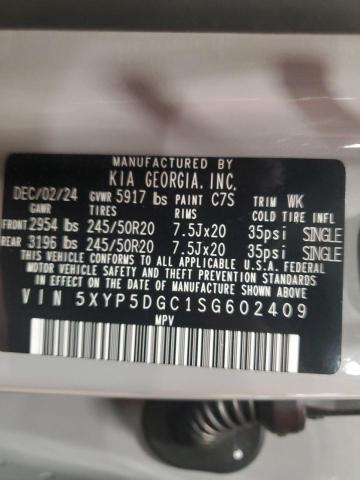 MANUFACTURED BY
KIA GEORGIA, INC.
DEC/02/24 GVWR 5917 lbs PAINT C7S TRIM WK
GAWR TIRES RIMS COLD TIRE INFL
FRONT 2954 lbs 245/50R20 7.5Jx20 35psi SINGLE
REAR 3196 lbs 245/50R20 7.5Jx20 35psi SINGLE
THIS VEHICLE CONFORMS TO ALL APPLICABLE U.S.A. FEDERAL
MOTOR VEHICLE SAFETY, BUMPER, AND THEFT PREVENTION
STANDARDS IN EFFECT ON THE DATE OF MANUFACTURE SHOWN ABOVE.
VIN 5XYP5DGC1SG602409
MPV